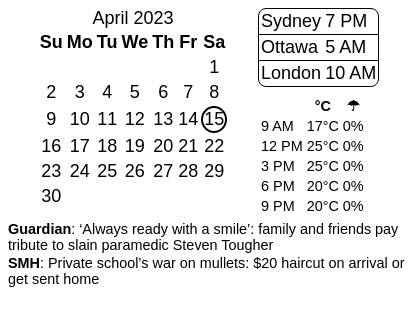 April 2023
Su Mo Tu We Th Fr Sa
1
2 3 4 5 6 7 8
9 10 11 12 13 14 15
16 17 18 19 20 21 22
23 24 25 26 27 28 29
30
Sydney 7 PM
Ottawa 5 AM
London 10 AM
°C ☂
9 AM 17°C 0%
12 PM 25°C 0%
3 PM 25°C 0%
6 PM 20°C 0%
9 PM 20°C 0%
Guardian: ‘Always ready with a smile’: family and friends pay
tribute to slain paramedic Steven Tougher
SMH: Private school’s war on mullets: $20 haircut on arrival or
get sent home